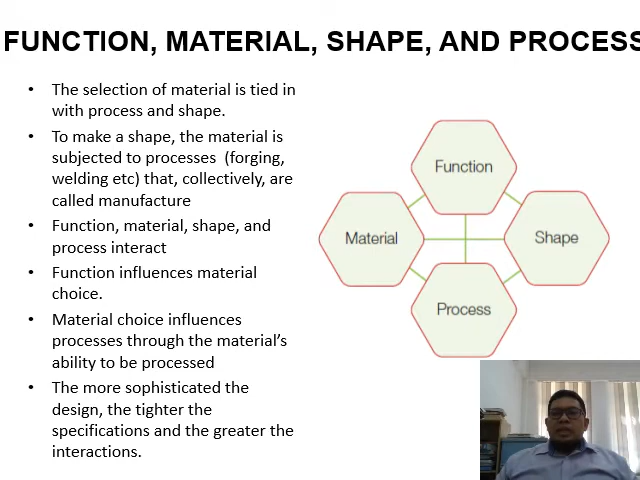 FUNCTION, MATERIAL, SHAPE, AND PROCESS
• The selection of material is tied in
with process and shape.
• To make a shape, the material is
subjected to processes (forging,
welding etc) that, collectively, are
called manufacture
• Function, material, shape, and
process interact
• Function influences material
choice.
• Material choice influences
processes through the material's
ability to be processed
• The more sophisticated the
design, the tighter the
specifications and the greater the
interactions.
Function
Material
Shape
Process